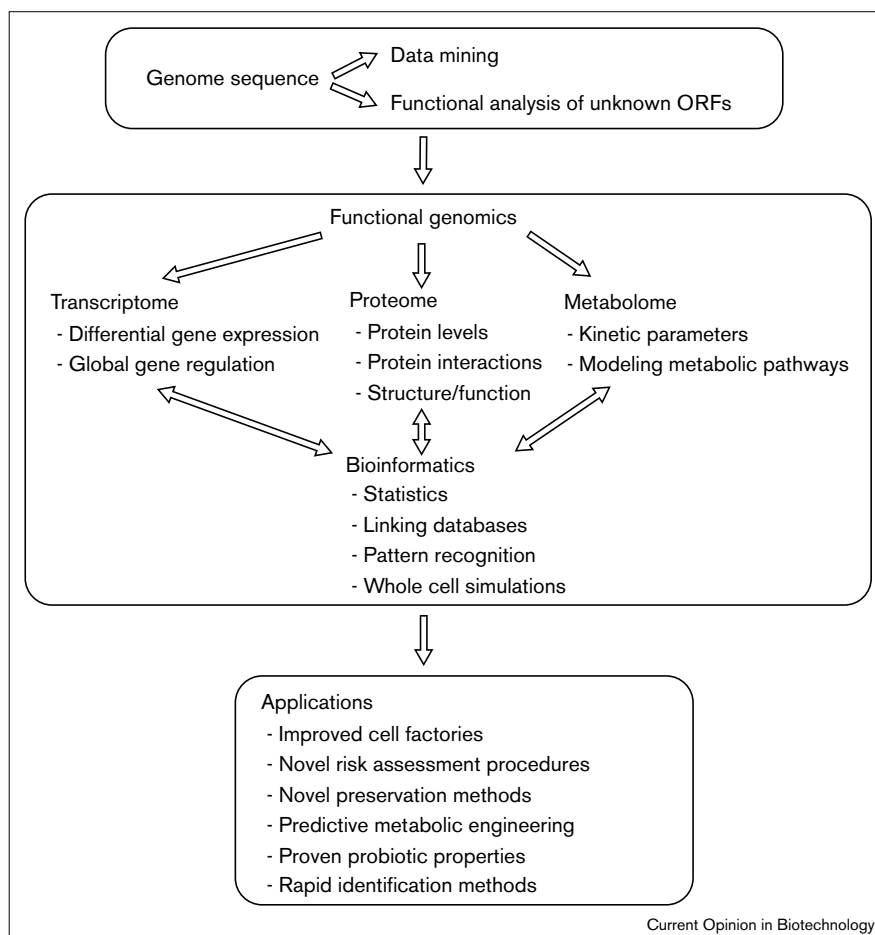 Data mining
Genome sequence
Functional analysis of unknown ORFs
Functional genomics
Transcriptome
- Differential gene expression
- Global gene regulation
Proteome
- Protein levels
- Protein interactions
- Structure/function
Metabolome
- Kinetic parameters
- Modeling metabolic pathways
Bioinformatics
- Statistics
- Linking databases
- Pattern recognition
- Whole cell simulations
Applications
- Improved cell factories
- Novel risk assessment procedures
- Novel preservation methods
- Predictive metabolic engineering
- Proven probiotic properties
- Rapid identification methods
Current Opinion in Biotechnology